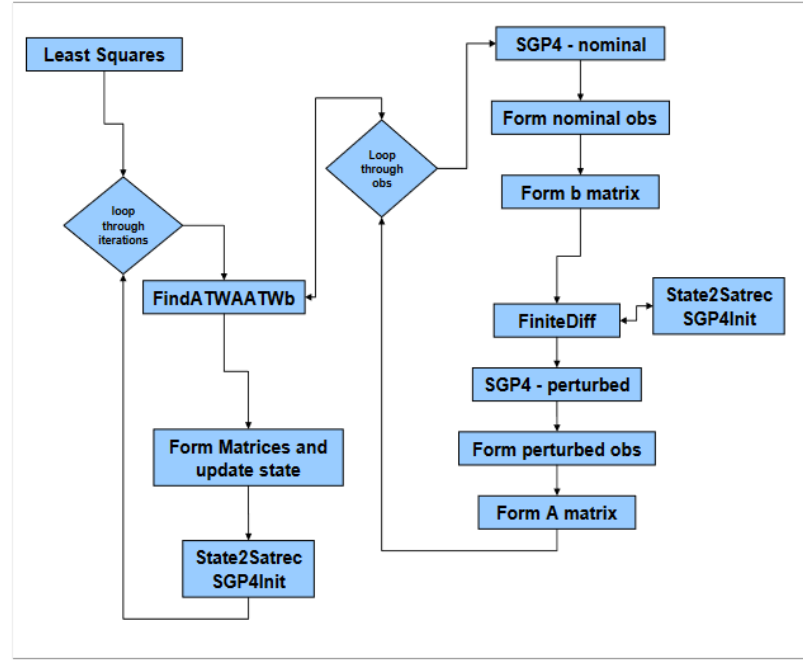 Least Squares
loop
through
iterations
FindATWAATWb
Form Matrices and
update state
State2Satrec
SGP4Init
Loop
through
obs
SGP4 - nominal
Form nominal obs
Form b matrix
FiniteDiff
State2Satrec
SGP4Init
SGP4 - perturbed
Form perturbed obs
Form A matrix